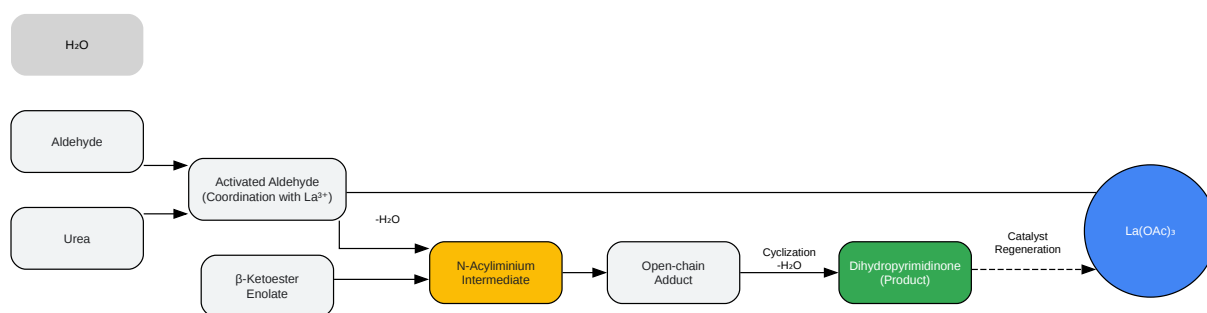 H₂O
Aldehyde
Urea
Activated Aldehyde
(Coordination with La³⁺)
-H₂O
β-Ketoester
Enolate
N-Acyliminium
Intermediate
Open-chain
Adduct
Cyclization
-H₂O
Dihydropyrimidinone
(Product)
Catalyst
Regeneration
La(OAc)₃